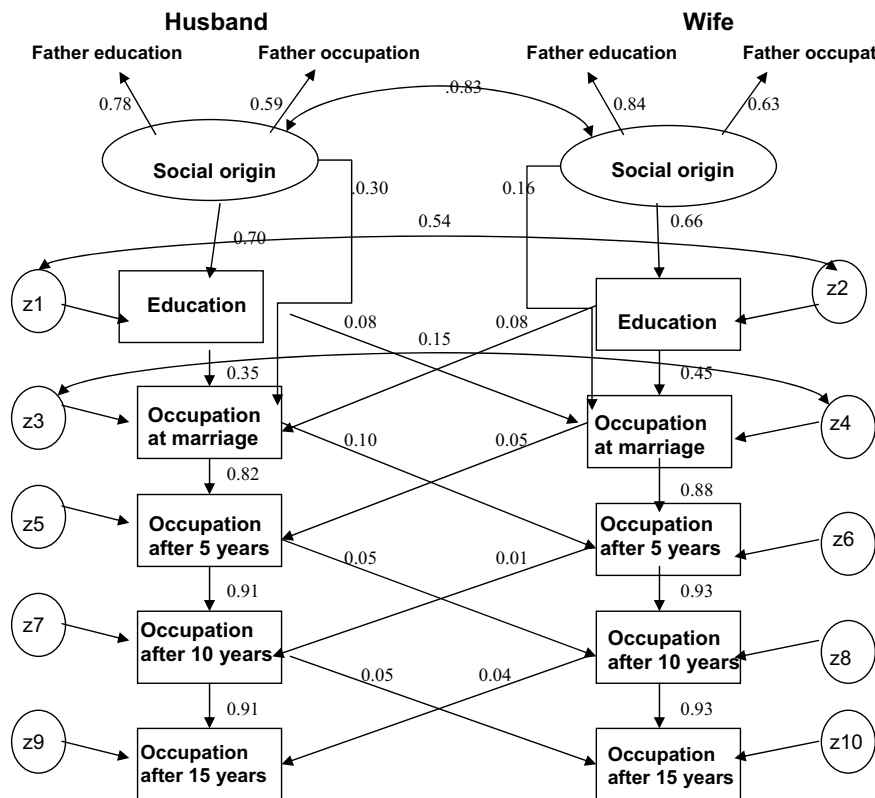 Husband
Wife
Father education
Father occupation
Father education
Father occupat
0.78
0.59
.0.83
0.84
0.63
Social origin
Social origin
.0.30
0.16
0.70
0.54
0.66
z1
z2
Education
Education
0.08
0.08
0.15
0.35
0.45
z3
z4
Occupation
at marriage
Occupation
at marriage
0.10
0.05
0.82
0.88
z5
z6
Occupation
after 5 years
Occupation
after 5 years
0.05
0.01
0.91
0.93
z7
z8
Occupation
after 10 years
Occupation
after 10 years
0.05
0.04
0.91
0.93
z9
z10
Occupation
after 15 years
Occupation
after 15 years